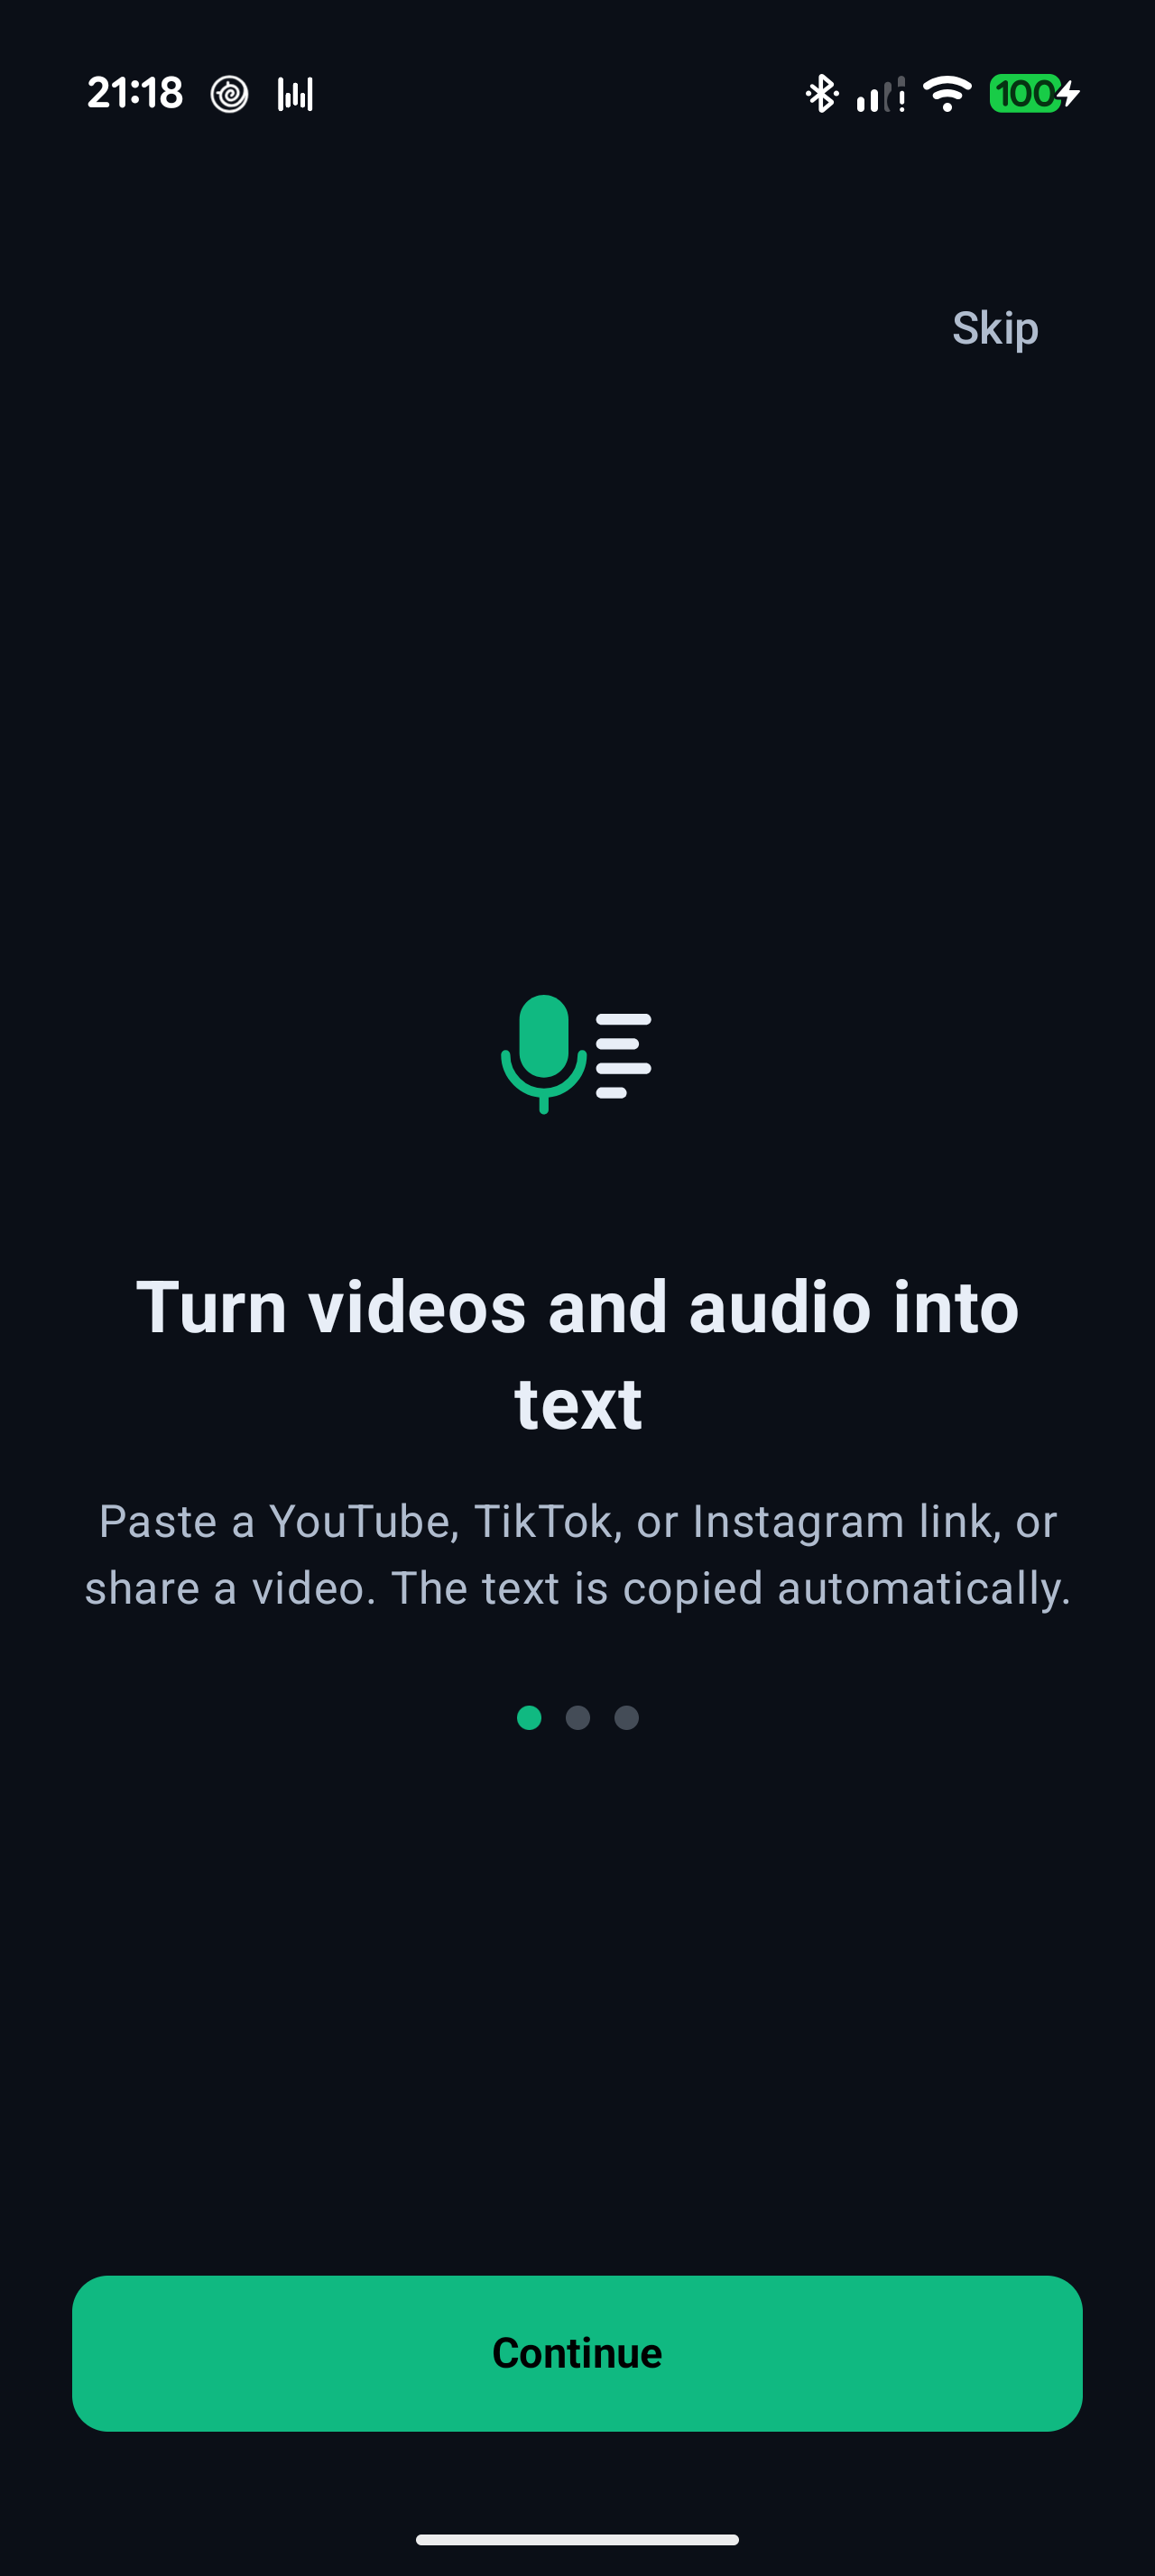 21:18
100
Skip
Turn videos and audio into
text
Paste a YouTube, TikTok, or Instagram link, or
share a video. The text is copied automatically.
Continue